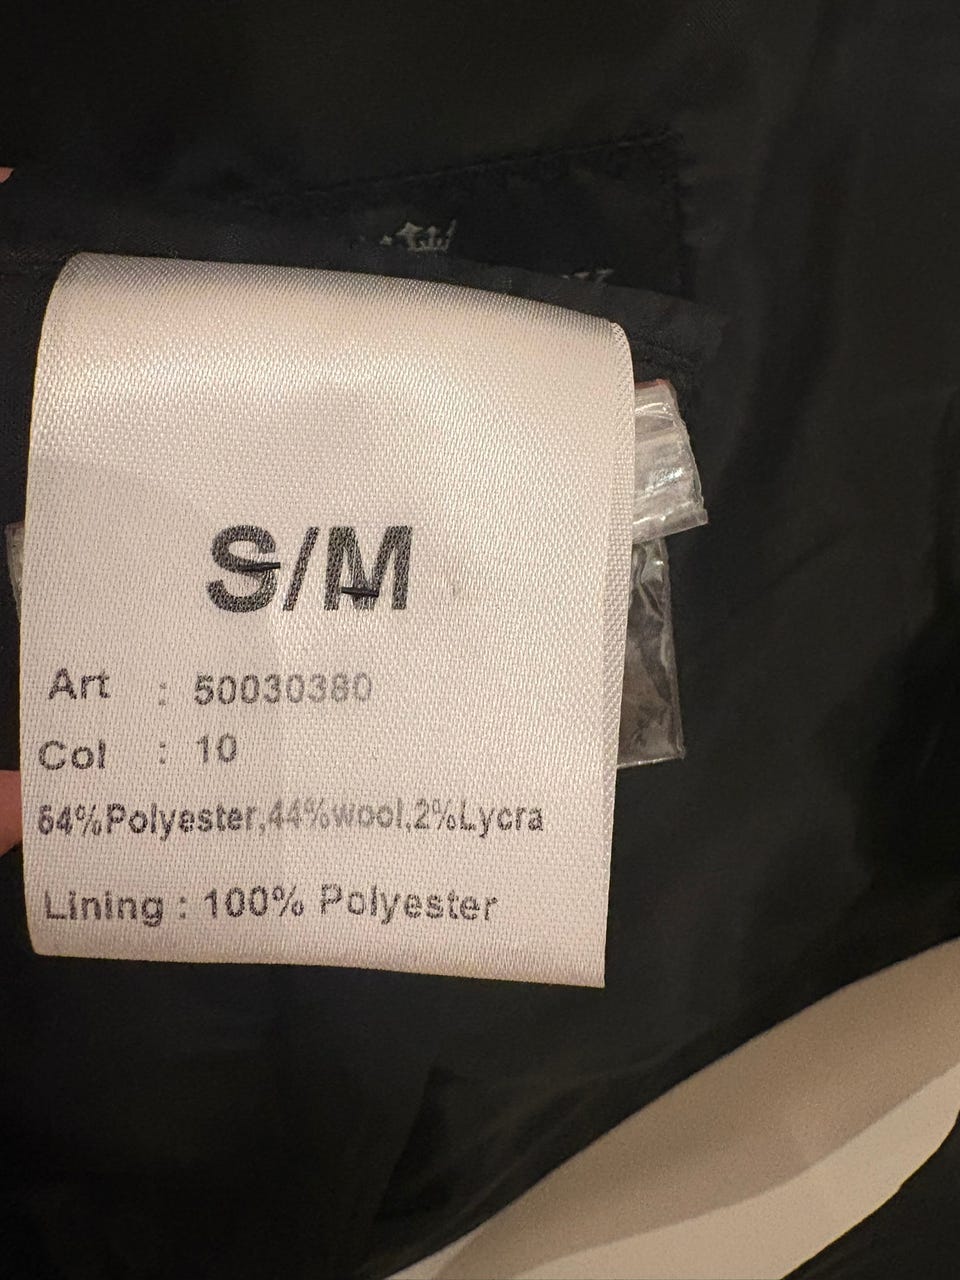 S/M
Art : 50030380
Col : 10
54%Polyester,44%wool,2%Lycra
Lining : 100% Polyester